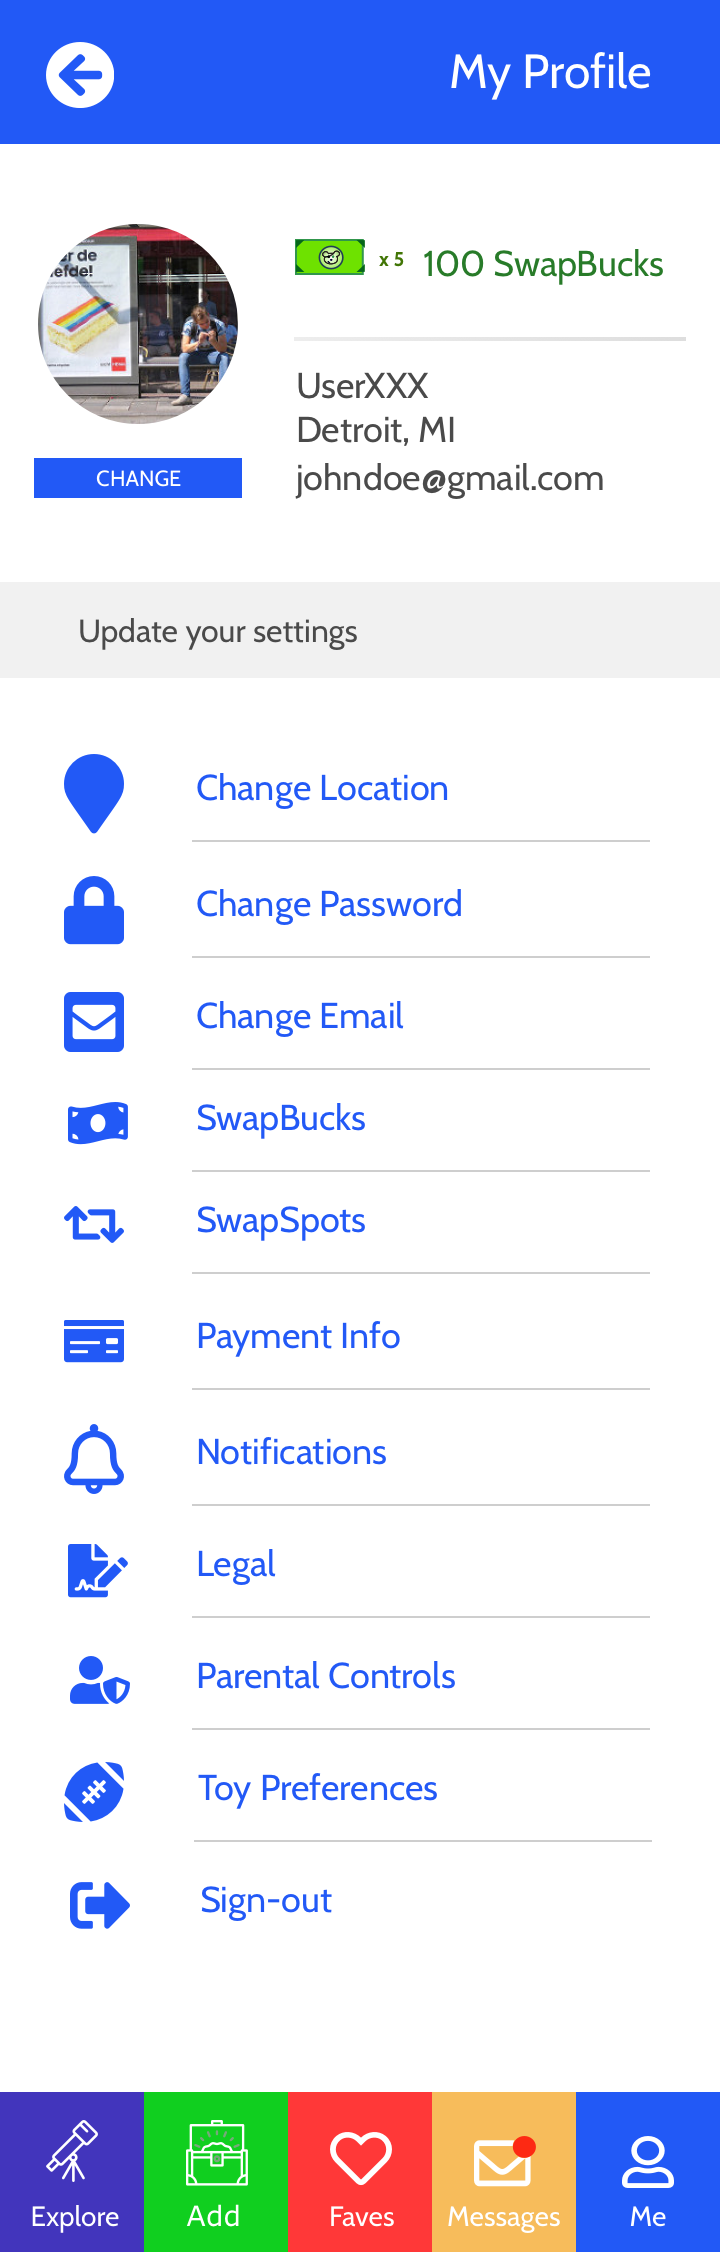 My Profile
er de
efde!
x 5 100 SwapBucks
UserXXX
Detroit, MI
johndoe@gmail.com
CHANGE
Update your settings
Change Location
Change Password
Change Email
SwapBucks
SwapSpots
Payment Info
Notifications
Legal
Parental Controls
Toy Preferences
Sign-out
Explore
Add
Faves
Messages
Me